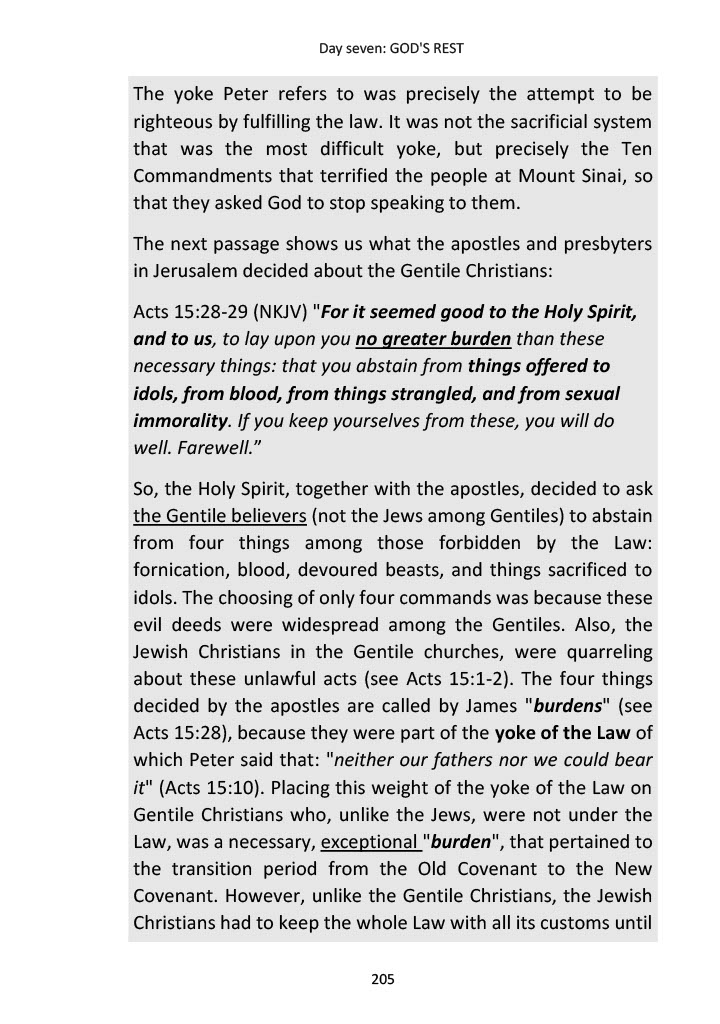 Day seven: GOD'S REST
The yoke Peter refers to was precisely the attempt to be
righteous by fulfilling the law. It was not the sacrificial system
that was the most difficult yoke, but precisely the Ten
Commandments that terrified the people at Mount Sinai, so
that they asked God to stop speaking to them.
The next passage shows us what the apostles and presbyters
in Jerusalem decided about the Gentile Christians:
Acts 15:28-29 (NKJV) "For it seemed good to the Holy Spirit,
and to us, to lay upon you no greater burden than these
necessary things: that you abstain from things offered to
idols, from blood, from things strangled, and from sexual
immorality. If you keep yourselves from these, you will do
well. Farewell.”
So, the Holy Spirit, together with the apostles, decided to ask
the Gentile believers (not the Jews among Gentiles) to abstain
from four things among those forbidden by the Law:
fornication, blood, devoured beasts, and things sacrificed to
idols. The choosing of only four commands was because these
evil deeds were widespread among the Gentiles. Also, the
Jewish Christians in the Gentile churches, were quarreling
about these unlawful acts (see Acts 15:1-2). The four things
decided by the apostles are called by James "burdens" (see
Acts 15:28), because they were part of the yoke of the Law of
which Peter said that: "neither our fathers nor we could bear
it" (Acts 15:10). Placing this weight of the yoke of the Law on
Gentile Christians who, unlike the Jews, were not under the
Law, was a necessary, exceptional "burden", that pertained to
the transition period from the Old Covenant to the New
Covenant. However, unlike the Gentile Christians, the Jewish
Christians had to keep the whole Law with all its customs until
205